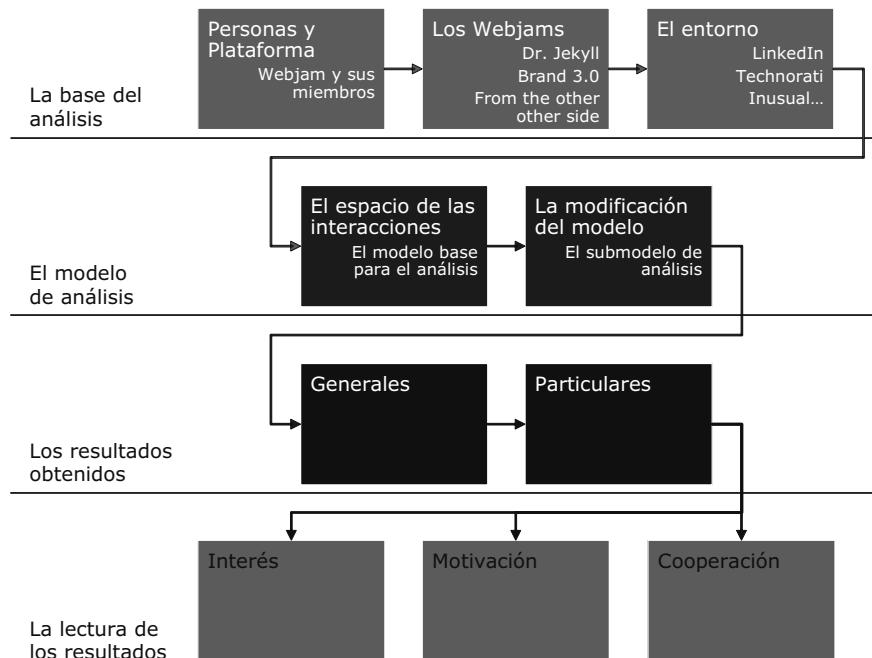 Personas y
Plataforma
Webjam y sus
miembros
Los Webjams
Dr. Jekyll
Brand 3.0
From the other
other side
El entorno
LinkedIn
Technorati
Inusual...
La base del
análisis
El espacio de las
interacciones
El modelo base
para el análisis
La modificación
del modelo
El submodelo de
análisis
El modelo
de análisis
Generales
Particulares
Los resultados
obtenidos
Interés
Motivación
Cooperación
La lectura de
los resultados